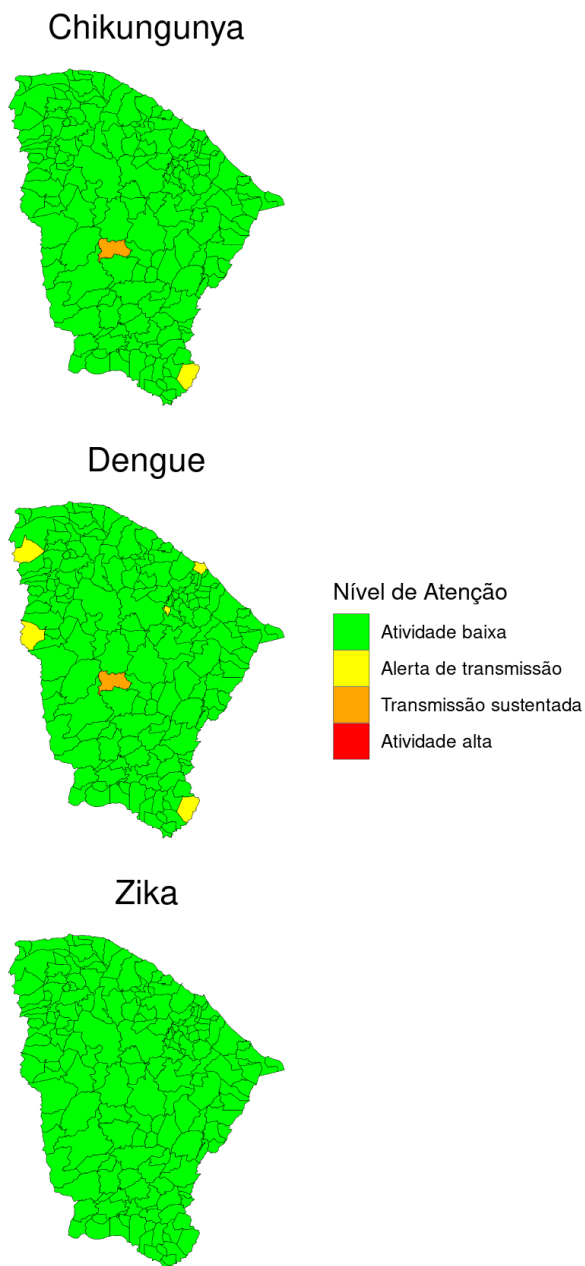 Chikungunya
Dengue
Nível de Atenção
Atividade baixa
Alerta de transmissão
Transmissão sustentada
Atividade alta
Zika